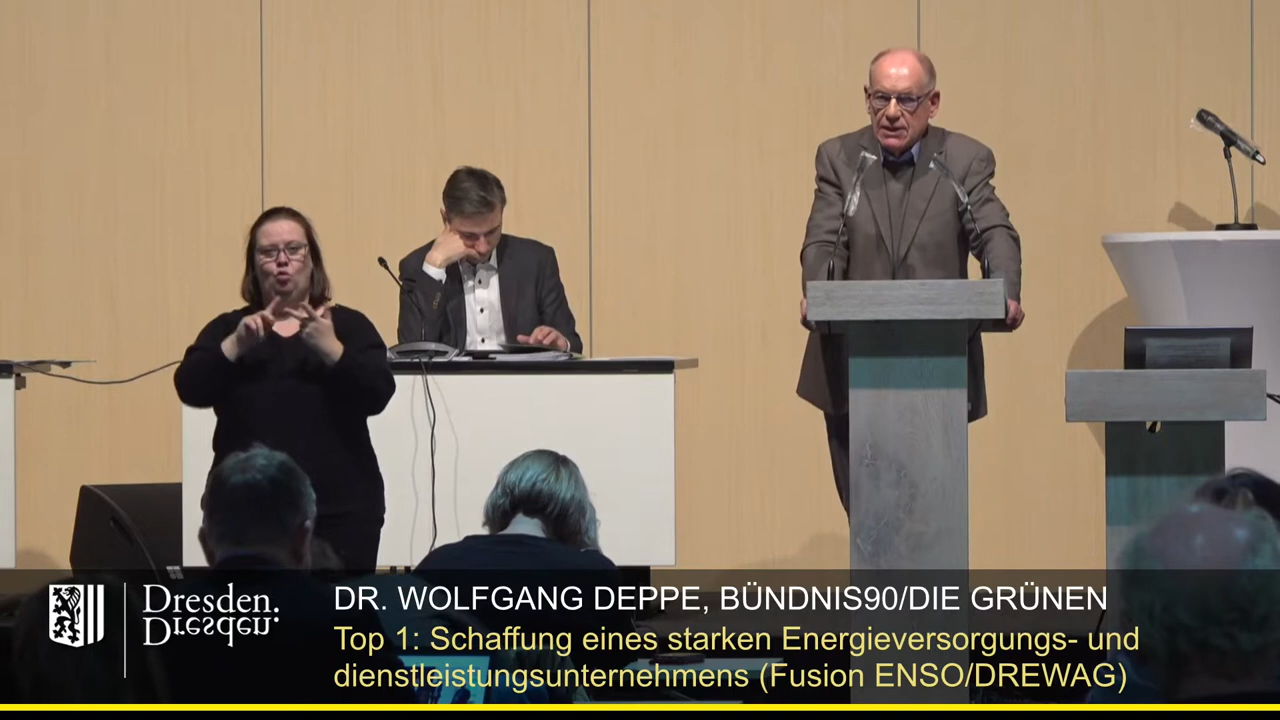 Dresden.
Dresden.
DR. WOLFGANG DEPPE, BÜNDNIS90/DIE GRÜNEN
Top 1: Schaffung eines starken Energieversorgungs- und
dienstleistungsunternehmens (Fusion ENSO/DREWAG)